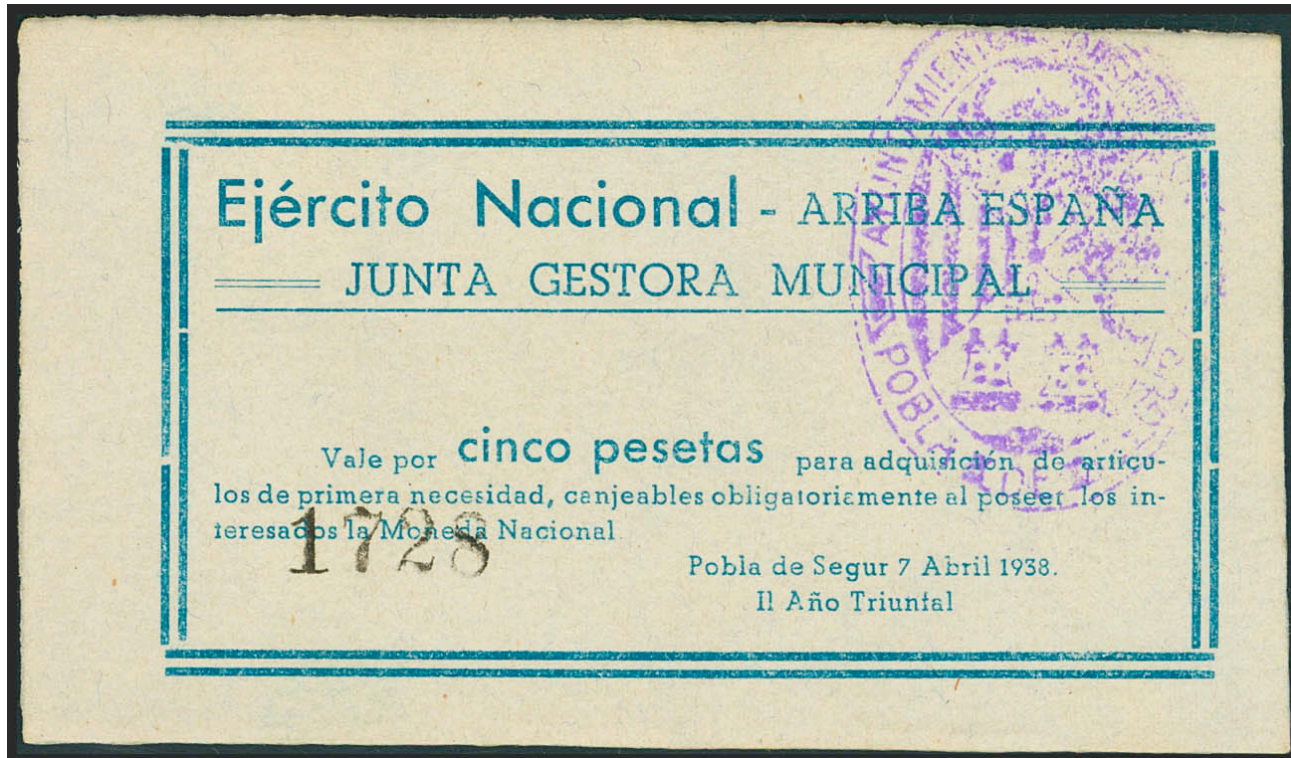 Ejército Nacional - ARRIBA ESPAÑA
JUNTA GESTORA MUNICIPAL
Vale por cinco pesetas para adquisición de artícu-
los de primera necesidad, canjeables obligatoriamente al poseer los in-
teresados la Moneda Nacional
1728
Pobla de Segur 7 Abril 1938.
II Año Triunfal
AYUNTAMIENTO
DE